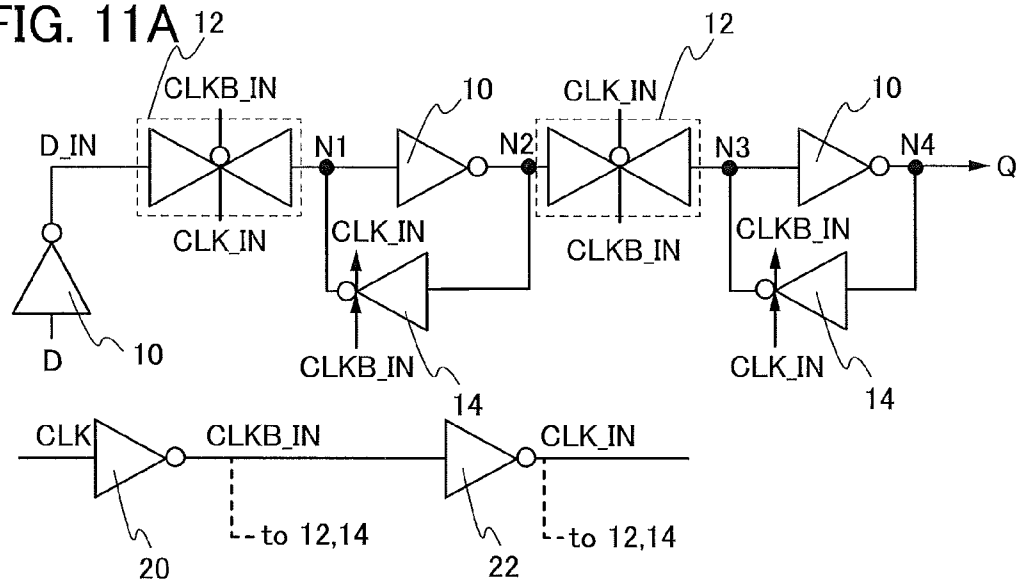 FIG. 11A
12
12
CLKB_IN
CLK_IN
10
10
D_IN
N1
N2
N3
N4
Q
CLK_IN
CLK_IN
CLKB_IN
CLKB_IN
D
10
CLKB_IN
14
CLK_IN
14
CLK
CLKB_IN
CLK_IN
20
to 12,14
22
to 12,14